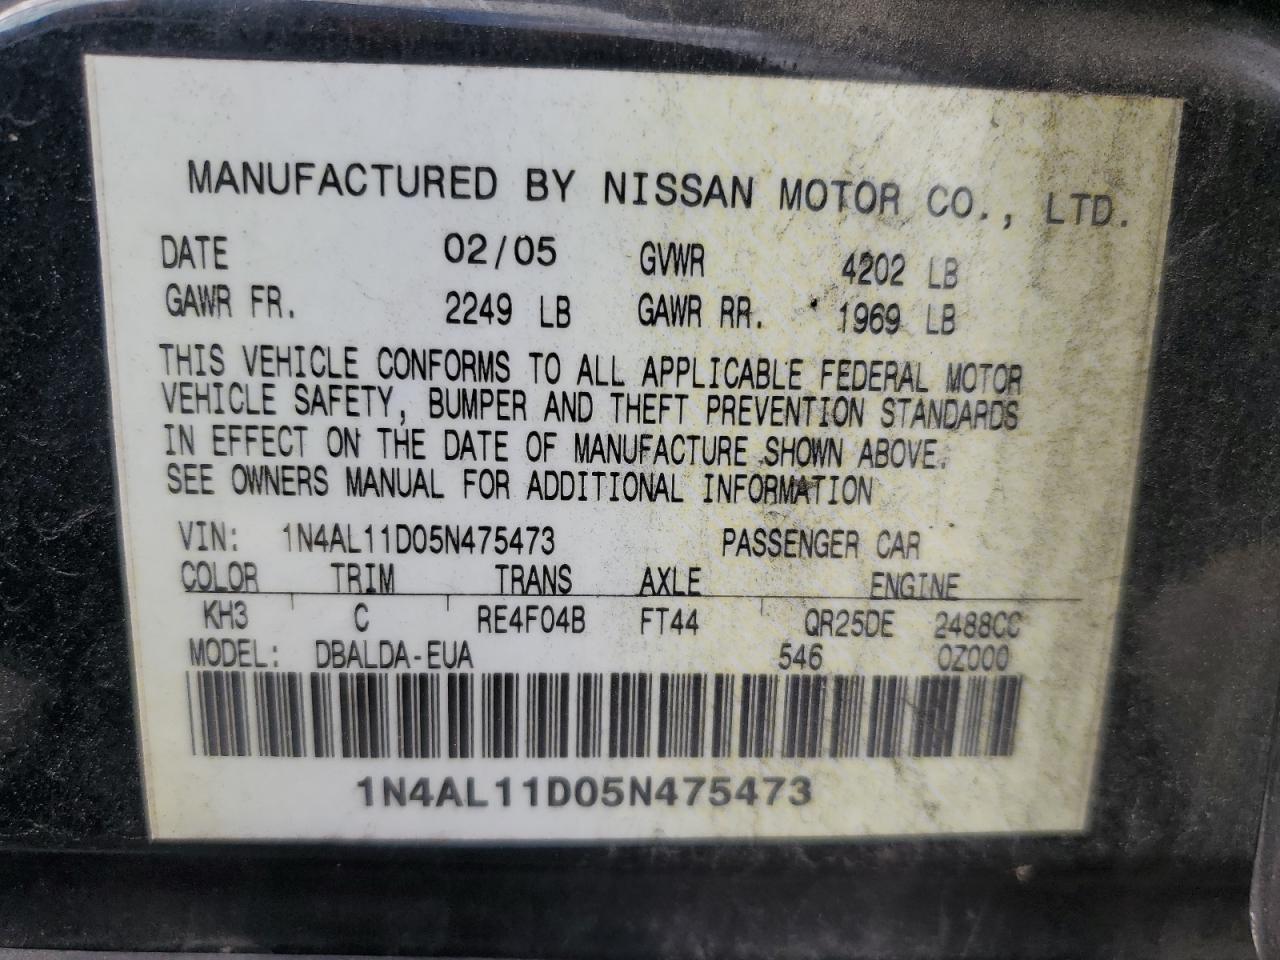 MANUFACTURED BY NISSAN MOTOR CO., LTD.
DATE 02/05 GVWR 4202 LB
GAWR FR. 2249 LB GAWR RR. 1969 LB
THIS VEHICLE CONFORMS TO ALL APPLICABLE FEDERAL MOTOR
VEHICLE SAFETY, BUMPER AND THEFT PREVENTION STANDARDS
IN EFFECT ON THE DATE OF MANUFACTURE SHOWN ABOVE.
SEE OWNERS MANUAL FOR ADDITIONAL INFORMATION
VIN: 1N4AL11D05N475473 PASSENGER CAR
COLOR TRIM TRANS AXLE ENGINE
KH3 C RE4F04B FT44 QR25DE 2488CC
MODEL: DBALDA-EUA 546 0Z000
1N4AL11D05N475473